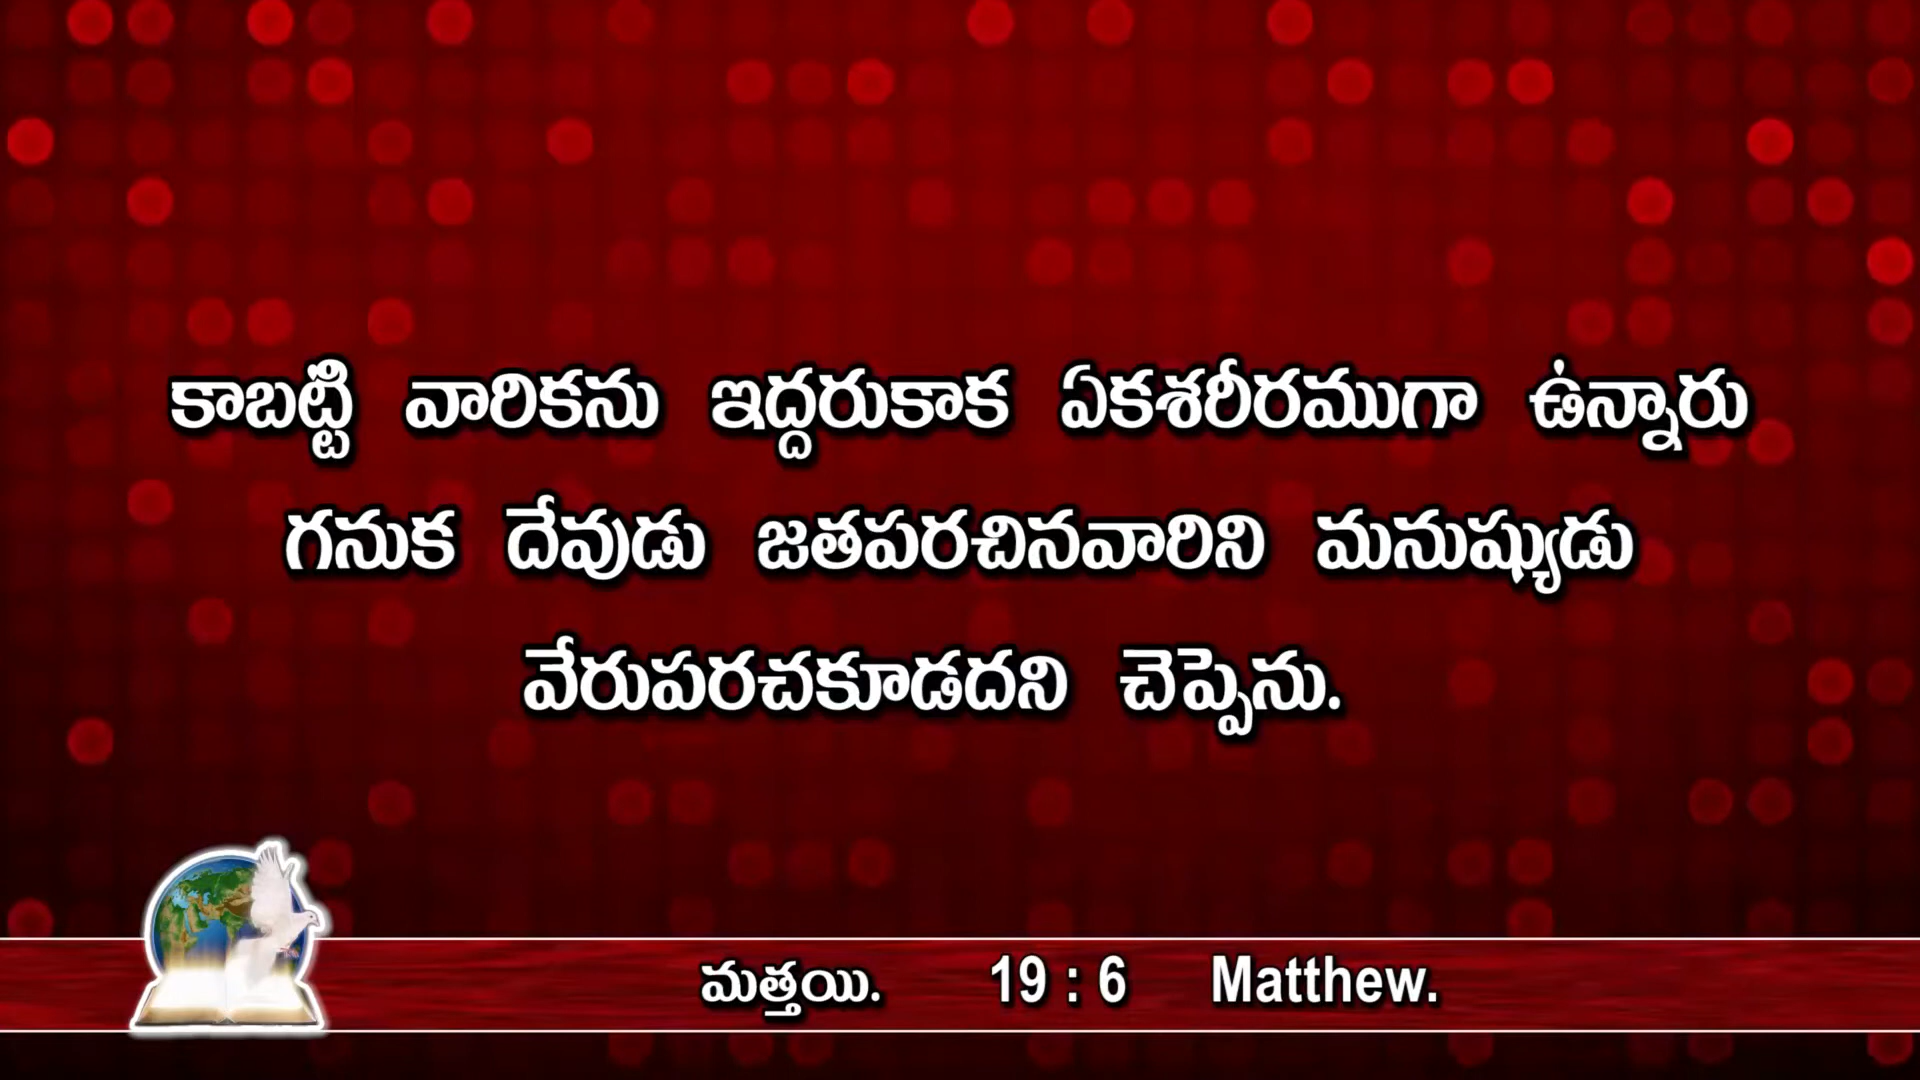 కాబట్టి వారికను ఇద్దరుకాక ఏకశరీరముగా ఉన్నారు
గనుక దేవుడు జతపరచినవారిని మనుష్యుడు
వేరుపరచకూడదని చెప్పెను.
మత్తయి. 19 : 6 Matthew.